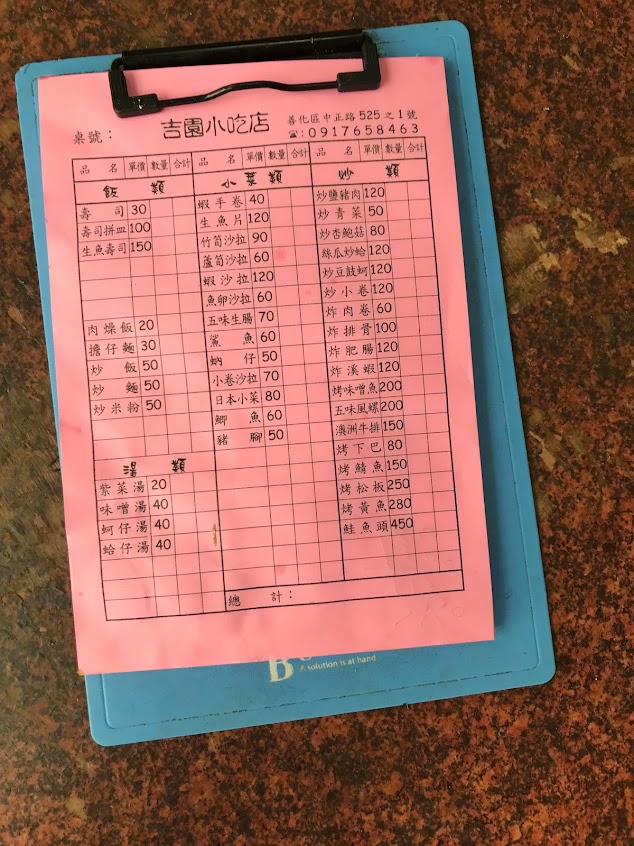 桌號：
吉園小吃店
善化區中正路525之1號
☎:0917658463
品 名 單價 數量 合計 品 名 單價 數量 合計 品 名 單價 數量 合計
飯 類
壽司 30
壽司拼皿 100
生魚壽司 150
肉燥飯 20
擔仔麵 30
炒飯 50
炒麵 50
炒米粉 50
湯 類
紫菜湯 20
味噌湯 40
蚵仔湯 40
蛤仔湯 40
小菜類
蝦手卷 40
生魚片 120
竹筍沙拉 90
蘆筍沙拉 60
蝦沙拉 120
魚卵沙拉 60
五味生腸 70
鯊魚 60
蚋仔 50
小卷沙拉 70
日本小菜 80
鯽魚 60
豬腳 50
炒 類
炒鹽豬肉 120
炒青菜 50
炒杏鮑菇 80
絲瓜炒蛤 120
炒豆豉蚵 120
炒小卷 120
炸肉卷 60
炸排骨 100
炸肥腸 120
炸溪蝦 120
烤味噌魚 200
五味風螺 200
澳洲牛排 150
烤下巴 80
烤鯖魚 150
烤松板 250
烤黃魚 280
鮭魚頭 450
總 計：
B
A solution is at hand